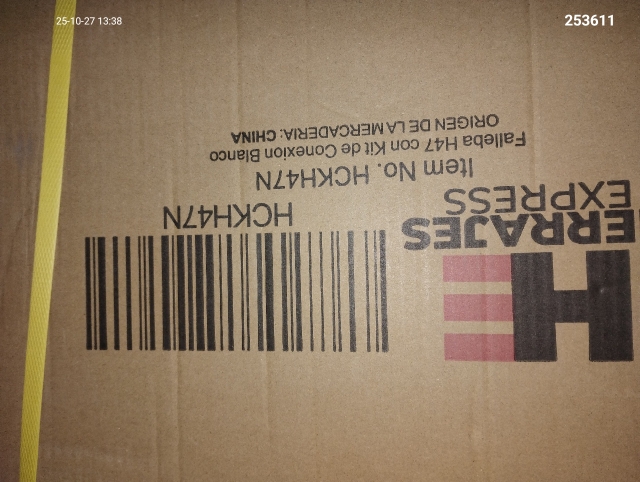 25-10-27 13:38
253611
HERRAJES
EXPRESS
HCKH47N
Item No. HCKH47N
Falleba H47 con Kit de Conexion Blanco
ORIGEN DE LA MERCADERIA: CHINA